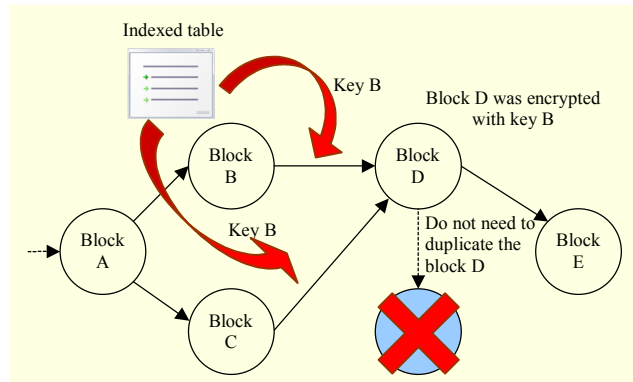 Indexed table
Key B
Block D was encrypted
with key B
Block
B
Block
D
Key B
Do not need to
duplicate the
block D
Block
A
Block
E
Block
C